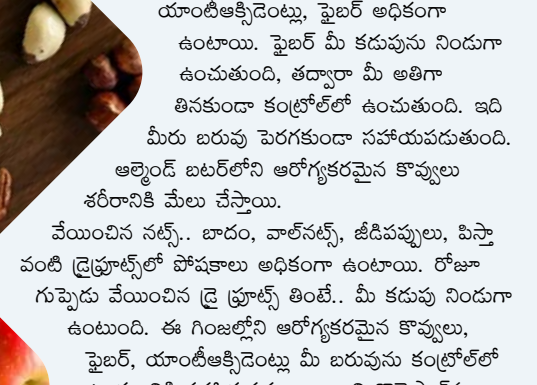 యాంటీఆక్సిడెంట్లు, ఫైబర్ అధికంగా
ఉంటాయి. ఫైబర్ మీ కడుపును నిండుగా
ఉంచుతుంది, తద్వారా మీ అతిగా
తినకుండా కంట్రోల్‌లో ఉంచుతుంది. ఇది
మీరు బరువు పెరగకుండా సహాయపడుతుంది.
ఆల్మెండ్ బటర్‌లోని ఆరోగ్యకరమైన కొవ్వులు
శరీరానికి మేలు చేస్తాయి.
వేయించిన నట్స్.. బాదం, వాల్‌నట్స్, జీడిపప్పులు, పిస్తా
వంటి డ్రైఫ్రూట్స్‌లో పోషకాలు అధికంగా ఉంటాయి. రోజూ
గుప్పెడు వేయించిన డ్రై ఫ్రూట్స్ తింటే.. మీ కడుపు నిండుగా
ఉంటుంది. ఈ గింజల్లోని ఆరోగ్యకరమైన కొవ్వులు,
ఫైబర్, యాంటీఆక్సిడెంట్లు మీ బరువును కంట్రోల్‌లో